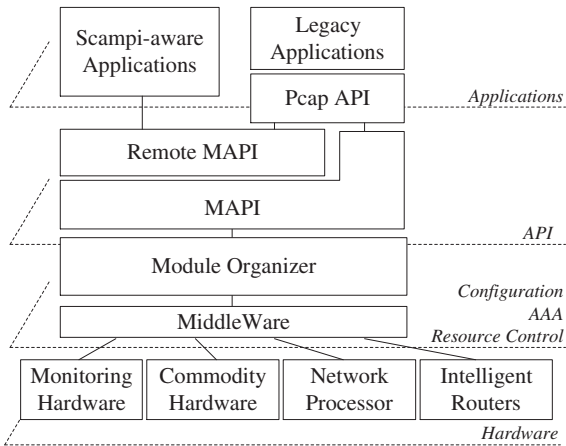 Scampi-aware
Applications
Legacy
Applications
Pcap API
Applications
Remote MAPI
MAPI
API
Module Organizer
Configuration
AAA
Resource Control
MiddleWare
Monitoring
Hardware
Commodity
Hardware
Network
Processor
Intelligent
Routers
Hardware